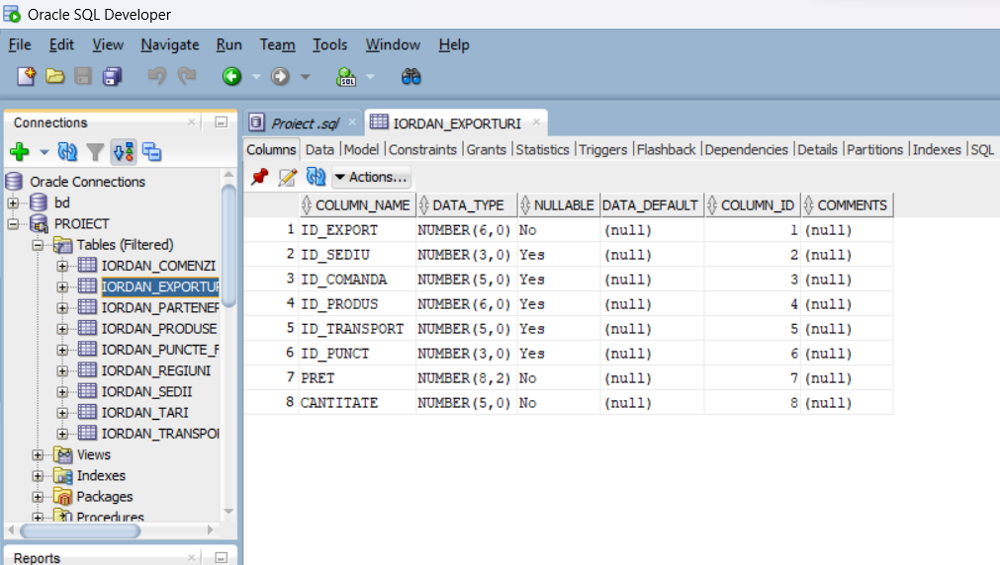 Oracle SQL Developer
File Edit View Navigate Run Team Tools Window Help
SQL
Connections
Oracle Connections
bd
PROIECT
Tables (Filtered)
IORDAN_COMENZI
IORDAN_EXPORTUR
IORDAN_PARTENER
IORDAN_PRODUSE
IORDAN_PUNCTE_F
IORDAN_REGIUNI
IORDAN_SEDII
IORDAN_TARI
IORDAN_TRANSPO
Views
Indexes
Packages
Procedures
Reports
Proiect .sql IORDAN_EXPORTURI
Columns Data Model Constraints Grants Statistics Triggers Flashback Dependencies Details Partitions Indexes SQL
Actions...
COLUMN_NAME DATA_TYPE NULLABLE DATA_DEFAULT COLUMN_ID COMMENTS
1 ID_EXPORT NUMBER(6,0) No (null) 1 (null)
2 ID_SEDIU NUMBER(3,0) Yes (null) 2 (null)
3 ID_COMANDA NUMBER(5,0) Yes (null) 3 (null)
4 ID_PRODUS NUMBER(6,0) Yes (null) 4 (null)
5 ID_TRANSPORT NUMBER(5,0) Yes (null) 5 (null)
6 ID_PUNCT NUMBER(3,0) Yes (null) 6 (null)
7 PRET NUMBER(8,2) No (null) 7 (null)
8 CANTITATE NUMBER(5,0) No (null) 8 (null)